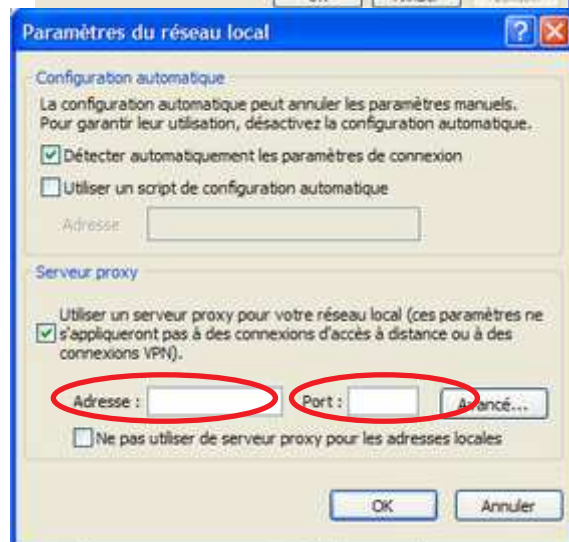 Paramètres du réseau local
Configuration automatique
La configuration automatique peut annuler les paramètres manuels.
Pour garantir leur utilisation, désactivez la configuration automatique.
Détecter automatiquement les paramètres de connexion
Utiliser un script de configuration automatique
Adresse
Serveur proxy
Utiliser un serveur proxy pour votre réseau local (ces paramètres ne
s'appliqueront pas à des connexions d'accès à distance ou à des
connexions VPN).
Adresse : Port : Avancé...
Ne pas utiliser de serveur proxy pour les adresses locales
OK Annuler